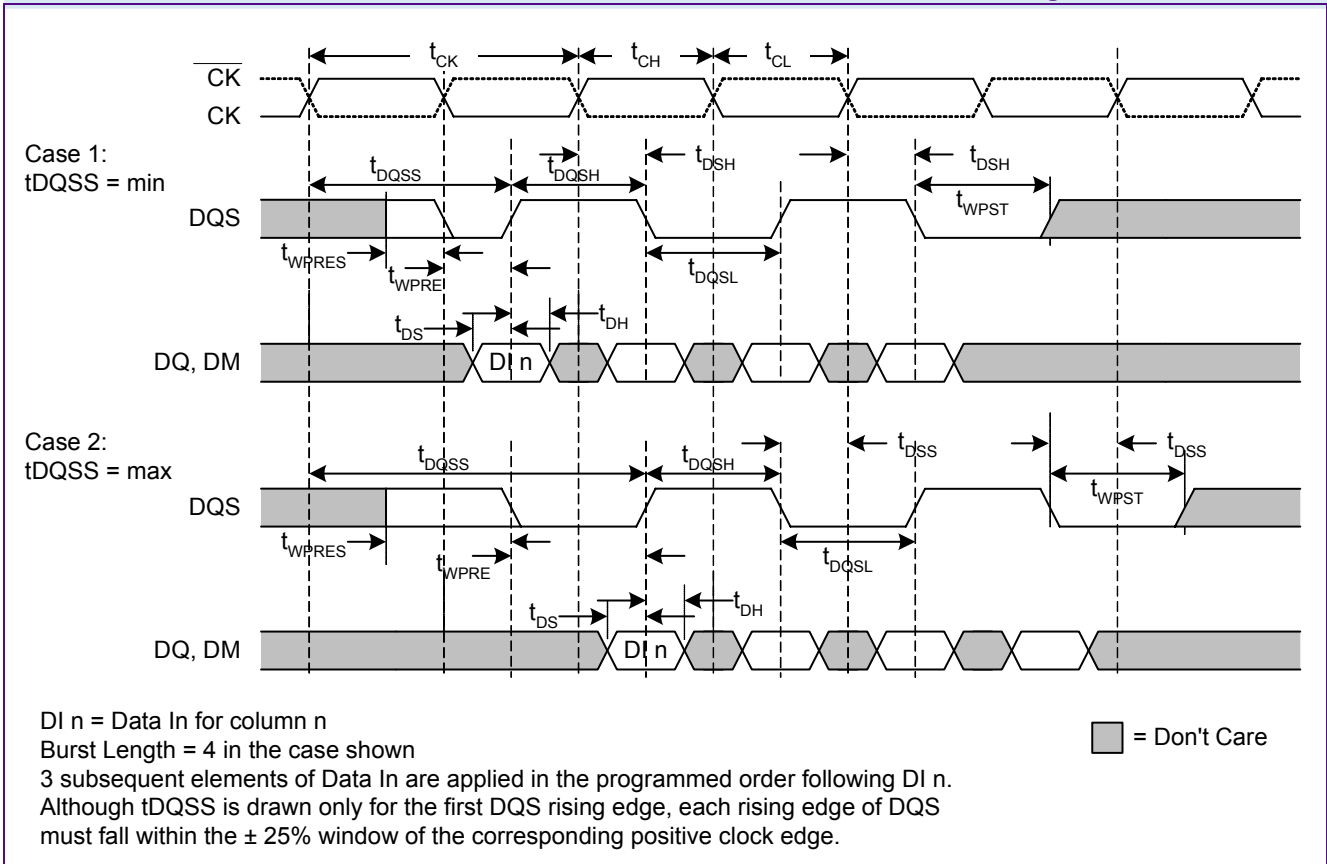 tCK tCH tCL
CK
CK
Case 1:
tDQSS = min
tDQSS tDQSH tDSH tDSH
tWPST
DQS
tWPRES
tWPRE
tDQSL
tDS tDH
DQ, DM
DI n
Case 2:
tDQSS = max
tDQSS tDQSH tDSS tDSS
tWPST
DQS
tWPRES
tWPRE
tDQSL
tDS tDH
DQ, DM
DI n
DI n = Data In for column n
Burst Length = 4 in the case shown
= Don't Care
3 subsequent elements of Data In are applied in the programmed order following DI n.
Although tDQSS is drawn only for the first DQS rising edge, each rising edge of DQS
must fall within the ± 25% window of the corresponding positive clock edge.